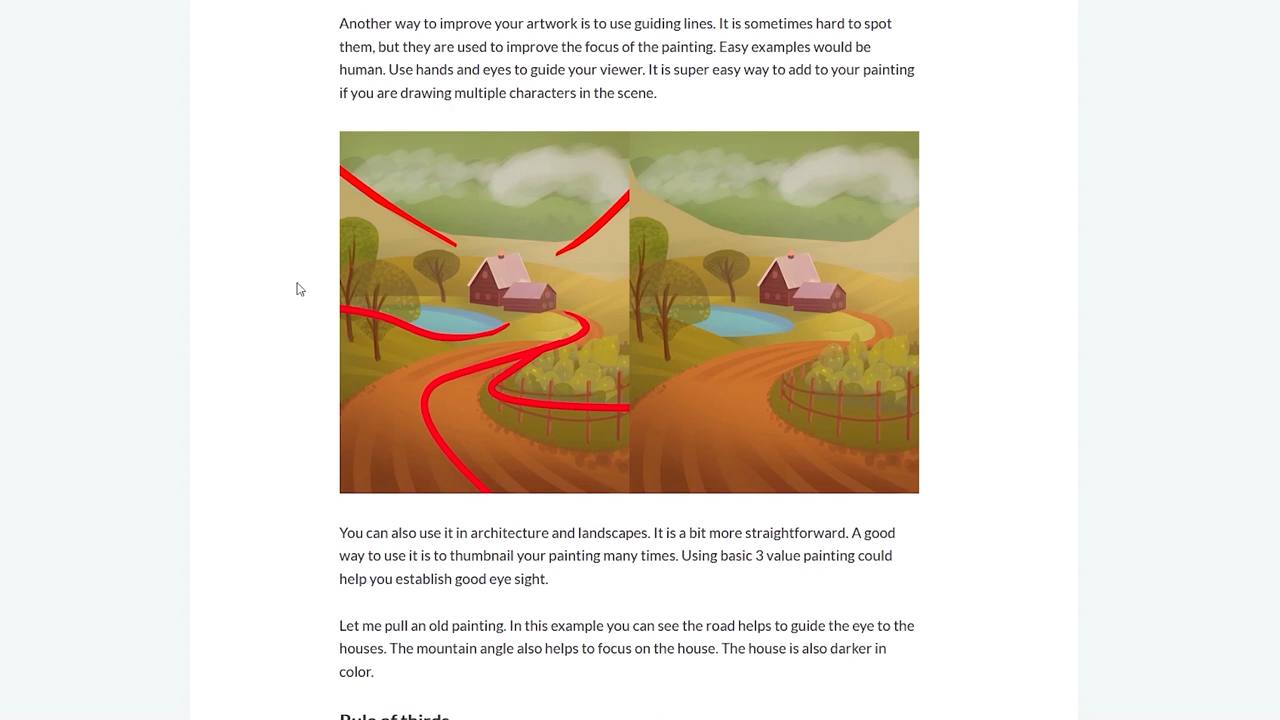 Another way to improve your artwork is to use guiding lines. It is sometimes hard to spot
them, but they are used to improve the focus of the painting. Easy examples would be
human. Use hands and eyes to guide your viewer. It is super easy way to add to your painting
if you are drawing multiple characters in the scene.
You can also use it in architecture and landscapes. It is a bit more straightforward. A good
way to use it is to thumbnail your painting many times. Using basic 3 value painting could
help you establish good eye sight.
Let me pull an old painting. In this example you can see the road helps to guide the eye to the
houses. The mountain angle also helps to focus on the house. The house is also darker in
color.
Rule of thirds